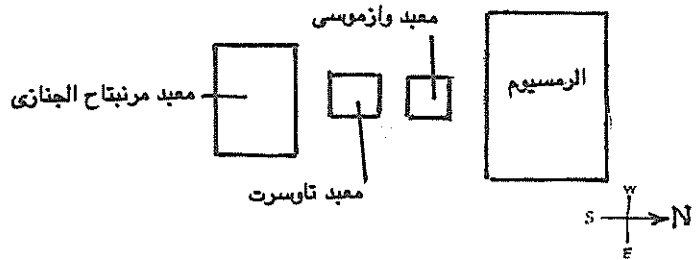 معبد وازموسى
الرمسيوم
معبد مرنبتاح الجنازى
معبد تاوسرت
W
S N
E